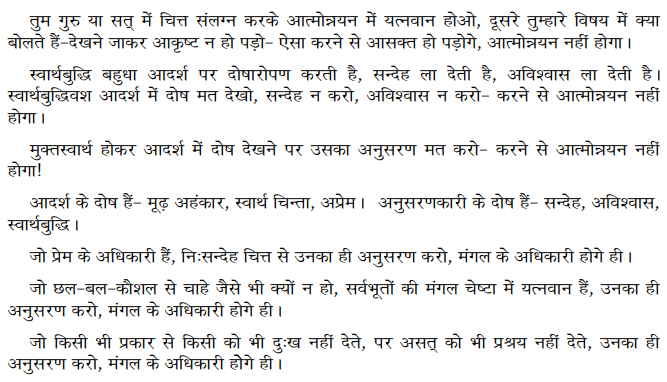 तुम गुरु या सत् में चित्त संलग्न करके आत्मोन्नयन में यत्नवान होओ, दूसरे तुम्हारे विषय में क्या
बोलते हैं–देखने जाकर आकृष्ट न हो पड़ो– ऐसा करने से आसक्त हो पड़ोगे, आत्मोन्नयन नहीं होगा।
स्वार्थबुद्धि बहुधा आदर्श पर दोषारोपण करती है, सन्देह ला देती है, अविश्वास ला देती है।
स्वार्थबुद्धिवश आदर्श में दोष मत देखो, सन्देह न करो, अविश्वास न करो– करने से आत्मोन्नयन नहीं
होगा।
मुक्तस्वार्थ होकर आदर्श में दोष देखने पर उसका अनुसरण मत करो– करने से आत्मोन्नयन नहीं
होगा!
आदर्श के दोष हैं– मूढ़ अहंकार, स्वार्थ चिन्ता, अप्रेम। अनुसरणकारी के दोष हैं– सन्देह, अविश्वास,
स्वार्थबुद्धि।
जो प्रेम के अधिकारी हैं, निःसन्देह चित्त से उनका ही अनुसरण करो, मंगल के अधिकारी होगे ही।
जो छल–बल–कौशल से चाहे जैसे भी क्यों न हो, सर्वभूतों की मंगल चेष्टा में यत्नवान हैं, उनका ही
अनुसरण करो, मंगल के अधिकारी होगे ही।
जो किसी भी प्रकार से किसी को भी दुःख नहीं देते, पर असत् को भी प्रश्रय नहीं देते, उनका ही
अनुसरण करो, मंगल के अधिकारी होगे ही।